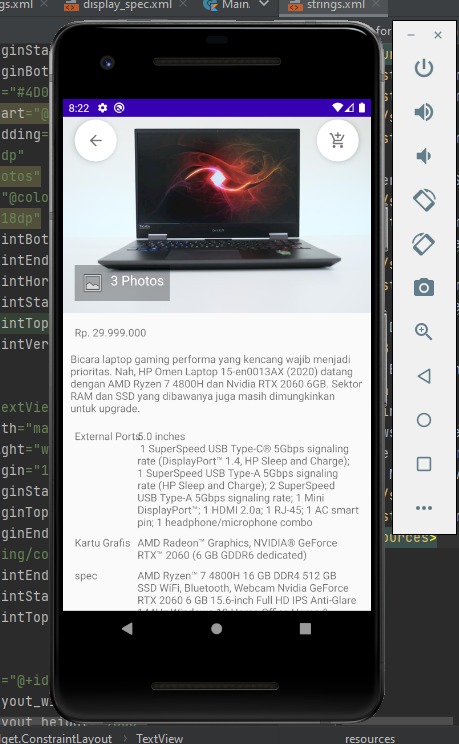 gs.xml
display_spec.xml
Main.
strings.xml
for
ginSta
ginBot
="#4D0
art="@
dding=
dp"
otos"
"@colo
18dp"
intBot
intEnd
intHor
intSta
intTop
intVer
extView
th="ma
ght="w
gin="1
ginSta
ginTop
ginEnd
ing/co
intEnd
intSta
intTop
="@+id
yout_wi
yout_height
8:22
3 Photos
Rp. 29.999.000
Bicara laptop gaming performa yang kencang wajib menjadi
prioritas. Nah, HP Omen Laptop 15-en0013AX (2020) datang
dengan AMD Ryzen 7 4800H dan Nvidia RTX 2060 6GB. Sektor
RAM dan SSD yang dibawanya juga masih dimungkinkan
untuk upgrade.
External Ports
5.0 inches
1 SuperSpeed USB Type-C® 5Gbps signaling
rate (DisplayPort™ 1.4, HP Sleep and Charge);
1 SuperSpeed USB Type-A 5Gbps signaling
rate (HP Sleep and Charge); 2 SuperSpeed
USB Type-A 5Gbps signaling rate; 1 Mini
DisplayPort™; 1 HDMI 2.0a; 1 RJ-45; 1 AC smart
pin; 1 headphone/microphone combo
Kartu Grafis
AMD Radeon™ Graphics, NVIDIA® GeForce
RTX™ 2060 (6 GB GDDR6 dedicated)
spec
AMD Ryzen™ 7 4800H 16 GB DDR4 512 GB
SSD WiFi, Bluetooth, Webcam Nvidia GeForce
RTX 2060 6 GB 15.6-inch Full HD IPS Anti-Glare
ources>
dget.ConstraintLayout
TextView
resources